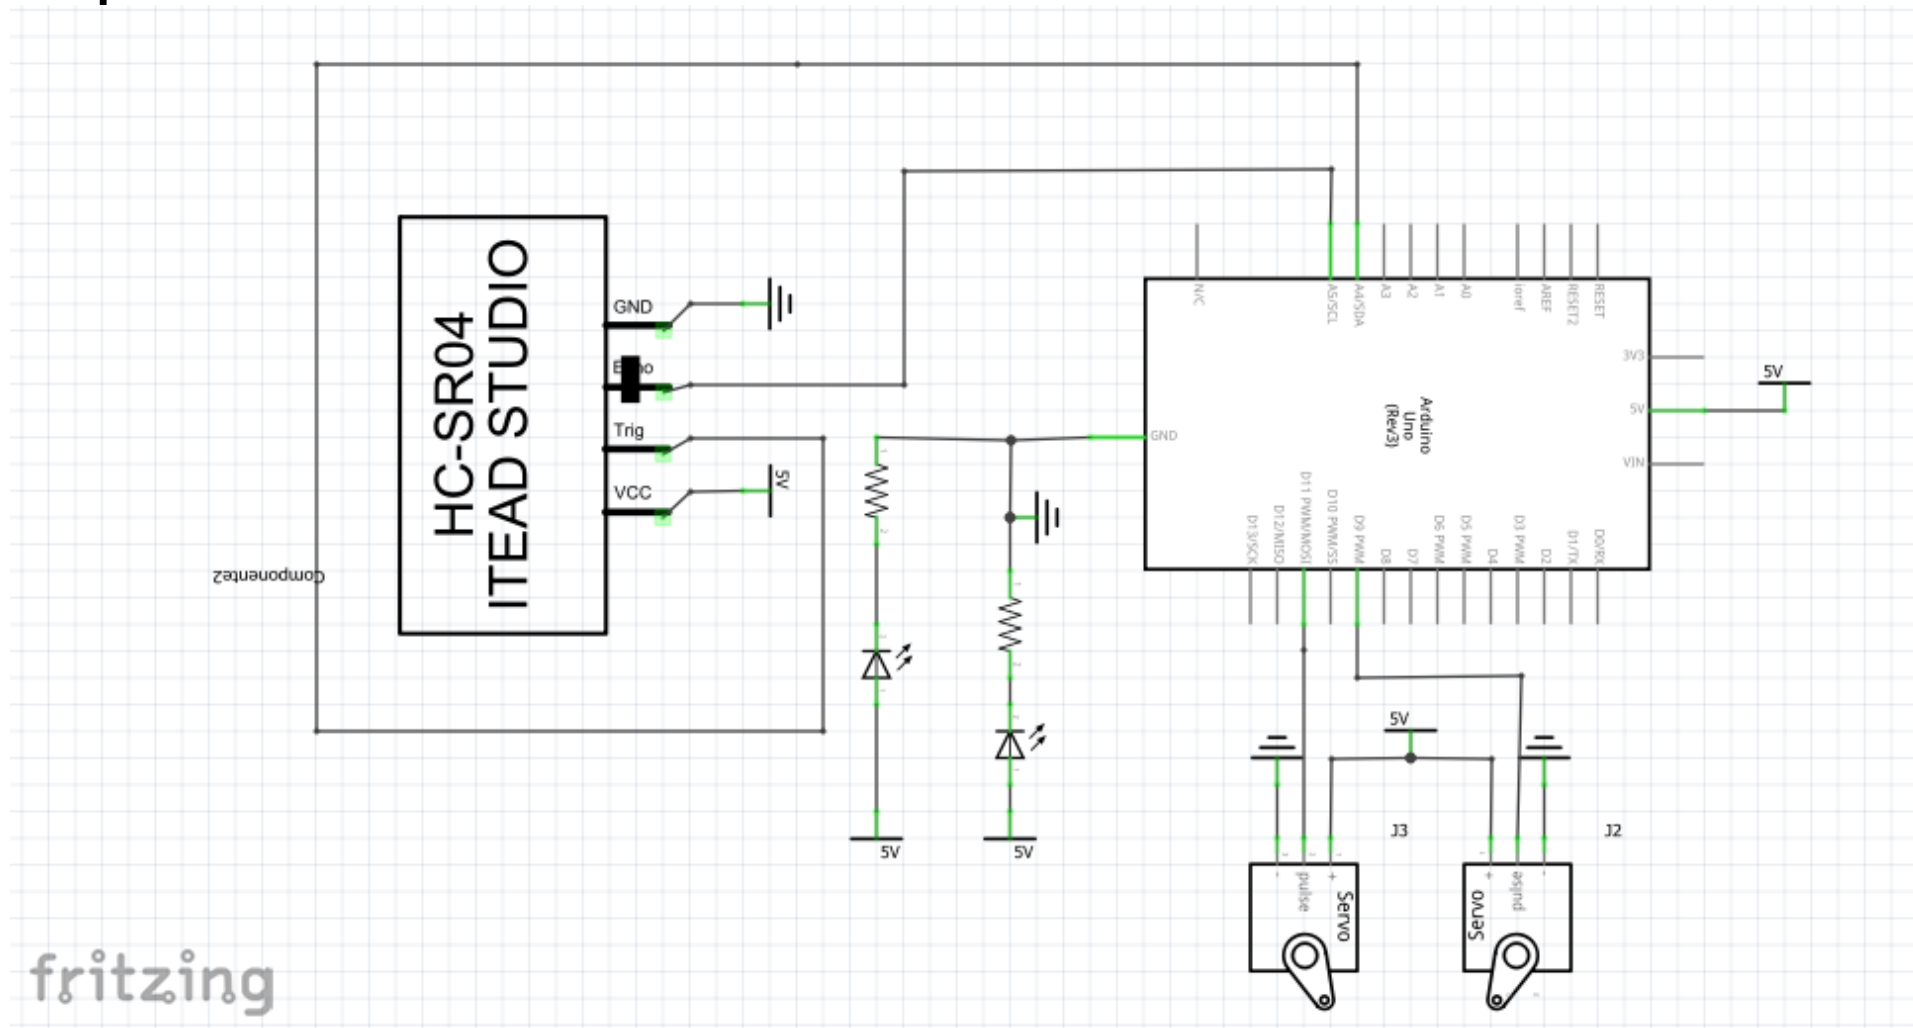 HC-SR04
ITEAD STUDIO
GND
Trig
VCC
5V
Componente2
N/C
A5/SCL
A4/SDA
A3
A2
A1
A0
ioref
AREF
RESET2
RESET
3V3
5V
VIN
5V
GND
Arduino
Uno
(Rev3)
D13/SCK
D12/MISO
D11 PWM/MOSI
D10 PWM/SS
D9 PWM
D8
D7
D6 PWM
D5 PWM
D4
D3 PWM
D2
D1/TX
D0/RX
5V
5V
5V
J3
J2
- pulse +
Servo
+ pulse -
Servo
fritzing